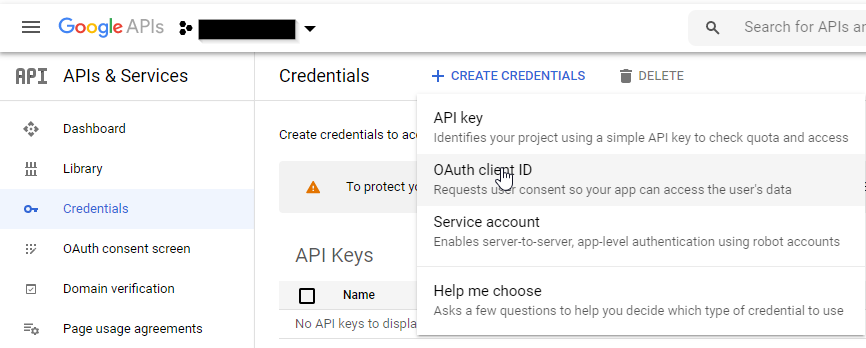 Google APIs
Search for APIs
API APIs & Services
Credentials
CREATE CREDENTIALS
DELETE
Dashboard
Library
Credentials
OAuth consent screen
Domain verification
Page usage agreements
Create credentials to
To protect
API Keys
Name
No API keys to
API key
Identifies your project using a simple API key to check quota and access
OAuth client ID
Requests user consent so your app can access the user's data
Service account
Enables server-to-server, app-level authentication using robot accounts
Help me choose
Asks a few questions to help you decide which type of credential to use